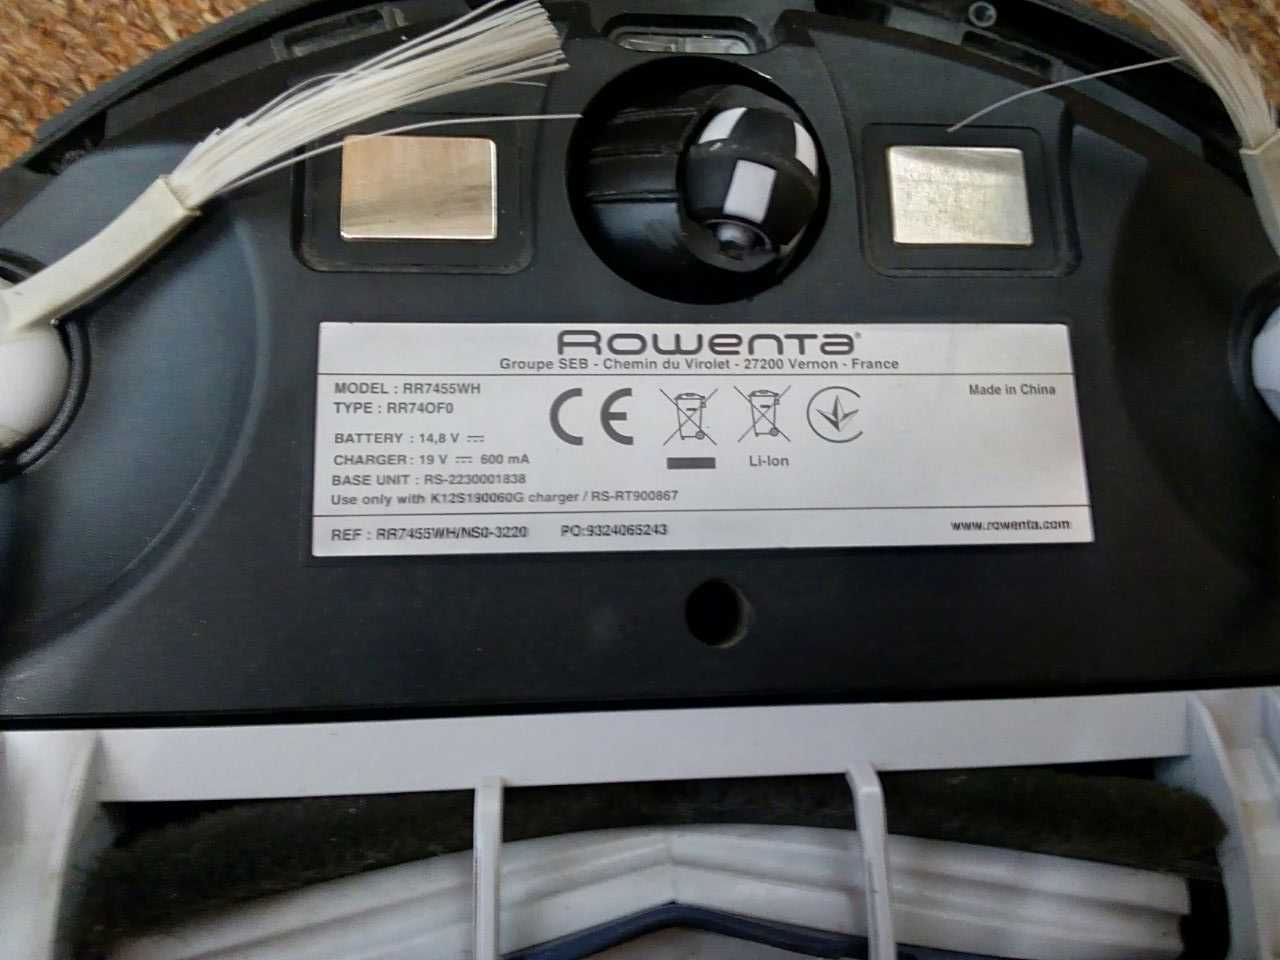 Rowenta®
Groupe SEB - Chemin du Virolet - 27200 Vernon - France
MODEL : RR7455WH
Made in China
TYPE : RR74OF0
BATTERY : 14,8 V ⎓
CHARGER : 19 V ⎓ 600 mA
CE
Li-Ion
BASE UNIT : RS-2230001838
Use only with K12S190060G charger / RS-RT900867
REF : RR7455WH/NS0-3220 PO:9324065243 www.rowenta.com